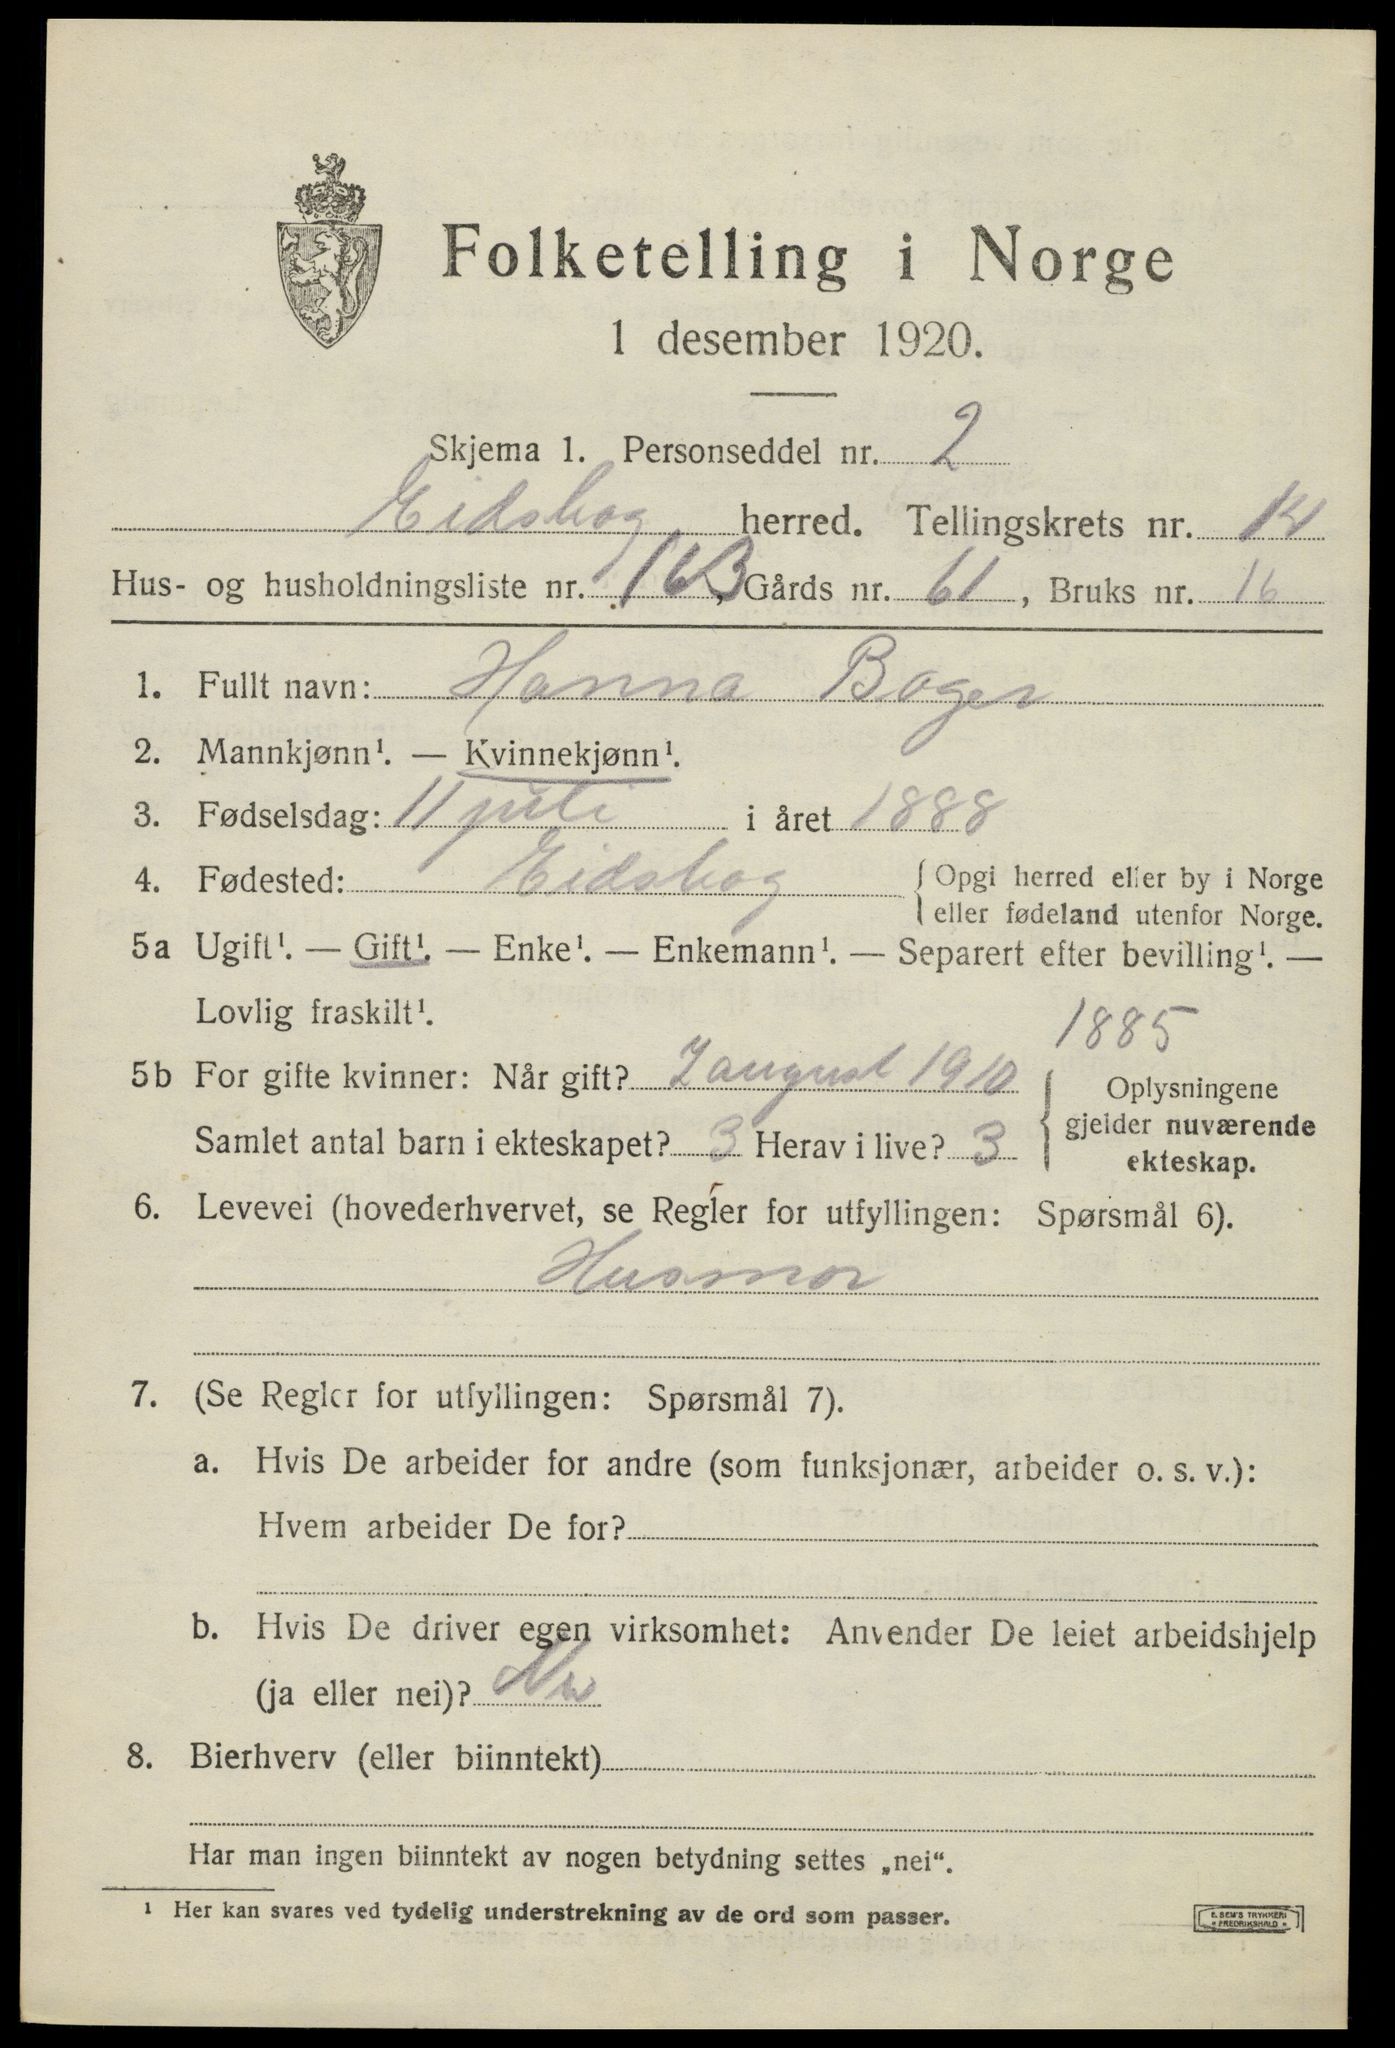 Folketelling i Norge
1 desember 1920.
Skjema 1. Personseddel nr. 2
Eidsbog herred. Tellingskrets nr. 14
Hus- og husholdningsliste nr. 163, Gårds nr. 61, Bruks nr. 16
1. Fullt navn: Hanna Boger
2. Mannkjønn¹. — Kvinnekjønn¹.
3. Fødselsdag: 11 juli i året 1888
4. Fødested: Eidsbog { Opgi herred eller by i Norge
eller fødeland utenfor Norge.
5a Ugift¹. — Gift¹. — Enke¹. — Enkemann¹. — Separert efter bevilling¹. —
Lovlig fraskilt¹.
1885
5b For gifte kvinner: Når gift? 7 august 1910 { Oplysningene
gjelder nuværende
ekteskap.
Samlet antal barn i ekteskapet? 3 Herav i live? 3
6. Levevei (hovederhvervet, se Regler for utfyllingen: Spørsmål 6).
Husmor
7. (Se Regler for utfyllingen: Spørsmål 7).
a. Hvis De arbeider for andre (som funksjonær, arbeider o. s. v.):
Hvem arbeider De for?
b. Hvis De driver egen virksomhet: Anvender De leiet arbeidshjelp
(ja eller nei)?
8. Bierhverv (eller biinntekt)
Har man ingen biinntekt av nogen betydning settes „nei“.
¹ Her kan svares ved tydelig understrekning av de ord som passer.
E. SEM'S TRYKKERI
* FREDRIKSHALD *